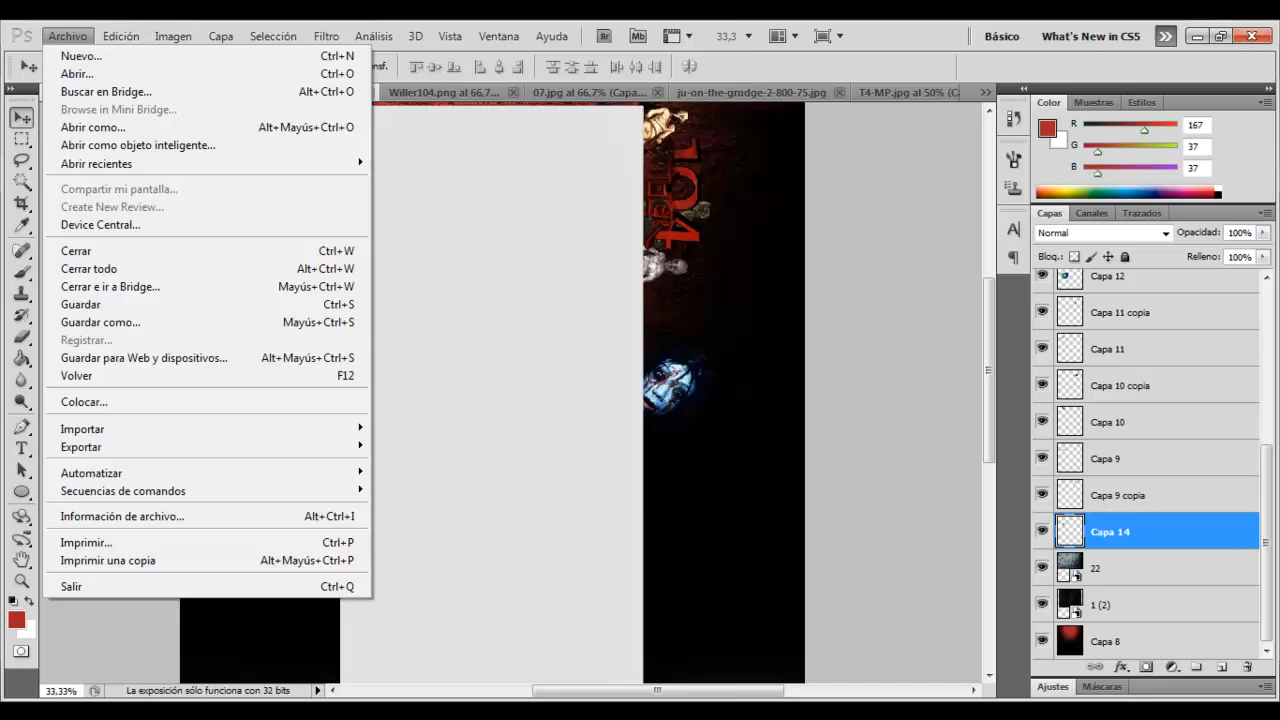 Ps Archivo Edición Imagen Capa Selección Filtro Análisis 3D Vista Ventana Ayuda Br Mb 33,3 Básico What's New in CS5
Nuevo... Ctrl+N
Abrir... Ctrl+O
Buscar en Bridge... Alt+Ctrl+O
Browse in Mini Bridge...
Abrir como... Alt+Mayús+Ctrl+O
Abrir como objeto inteligente...
Abrir recientes
Compartir mi pantalla...
Create New Review...
Device Central...
Cerrar Ctrl+W
Cerrar todo Alt+Ctrl+W
Cerrar e ir a Bridge... Mayús+Ctrl+W
Guardar Ctrl+S
Guardar como... Mayús+Ctrl+S
Registrar...
Guardar para Web y dispositivos... Alt+Mayús+Ctrl+S
Volver F12
Colocar...
Importar
Exportar
Automatizar
Secuencias de comandos
Información de archivo... Alt+Ctrl+I
Imprimir... Ctrl+P
Imprimir una copia Alt+Mayús+Ctrl+P
Salir Ctrl+Q
nsf.
Willer104.png al 66,7... 07.jpg al 66,7% (Capa... ju-on-the-grudge-2-800-75.jpg T4-MP.jpg al 50% (C
104
Color Muestras Estilos
R 167
G 37
B 37
Capas Canales Trazados
Normal Opacidad: 100%
Bloq.: Relleno: 100%
Capa 12
Capa 11 copia
Capa 11
Capa 10 copia
Capa 10
Capa 9
Capa 9 copia
Capa 14
22
1 (2)
Capa 8
Ajustes Máscaras
33,33% La exposición sólo funciona con 32 bits